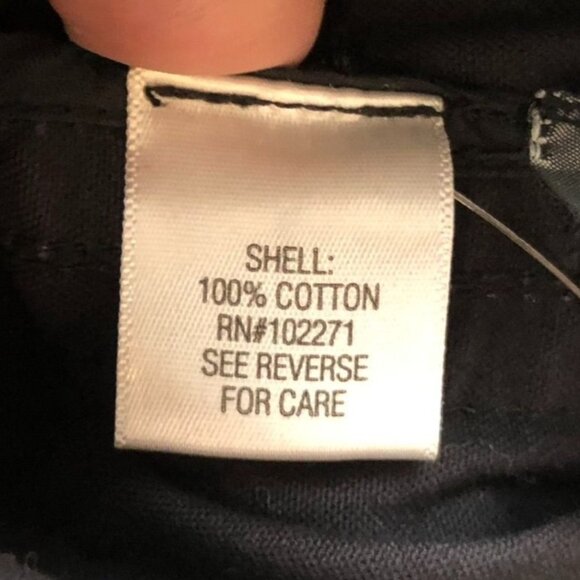 SHELL:
100% COTTON
RN#102271
SEE REVERSE
FOR CARE